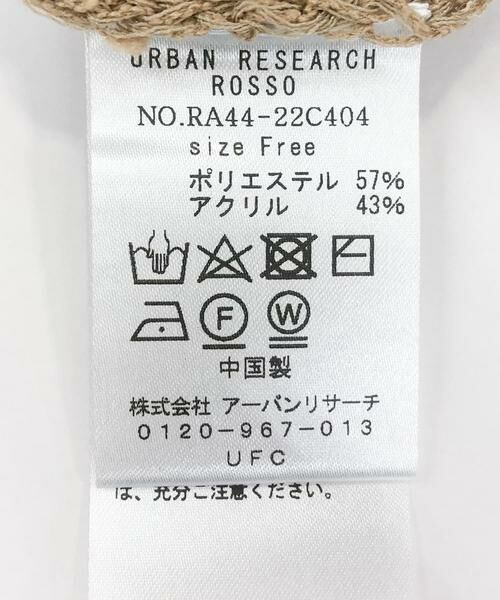 URBAN RESEARCH
ROSSO
NO.RA44-22C404
size Free
ポリエステル 57%
アクリル 43%
F W
中国製
株式会社 アーバンリサーチ
0120-967-013
UFC
は、充分ご注意ください。